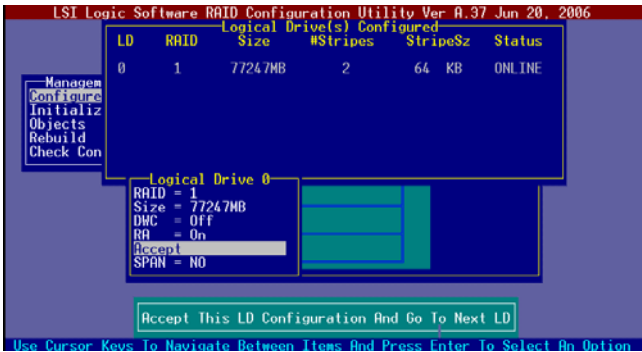 LSI Logic Software RAID Configuration Utility Ver A.37 Jun 20, 2006
Logical Drive(s) Configured
LD RAID Size #Stripes StripeSz Status
0 1 77247MB 2 64 KB ONLINE
Managem
Configure
Initializ
Objects
Rebuild
Check Con
Logical Drive 0
RAID = 1
Size = 77247MB
DWC = Off
RA = On
Accept
SPAN = NO
Accept This LD Configuration And Go To Next LD
Use Cursor Keys To Navigate Between Items And Press Enter To Select An Option